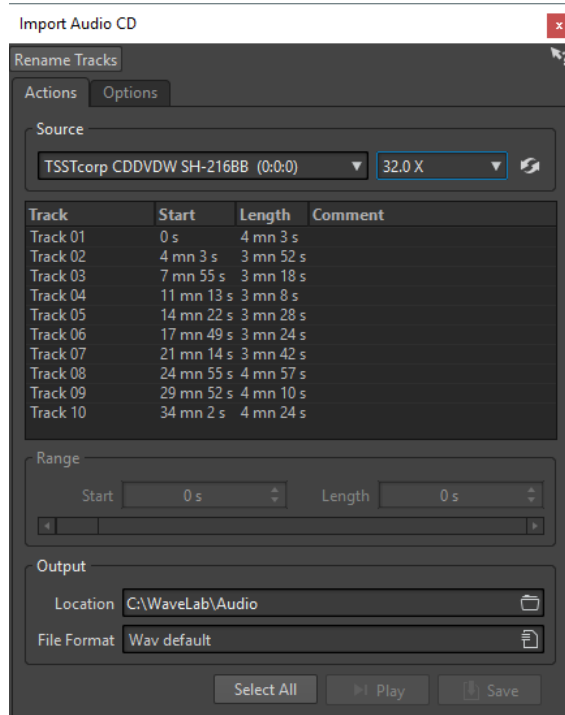 Import Audio CD
x
Rename Tracks
Actions Options
Source
TSSTcorp CDDVDW SH-216BB (0:0:0) 32.0 X
Track Start Length Comment
Track 01 0 s 4 mn 3 s
Track 02 4 mn 3 s 3 mn 52 s
Track 03 7 mn 55 s 3 mn 18 s
Track 04 11 mn 13 s 3 mn 8 s
Track 05 14 mn 22 s 3 mn 28 s
Track 06 17 mn 49 s 3 mn 24 s
Track 07 21 mn 14 s 3 mn 42 s
Track 08 24 mn 55 s 4 mn 57 s
Track 09 29 mn 52 s 4 mn 10 s
Track 10 34 mn 2 s 4 mn 24 s
Range
Start 0 s Length 0 s
Output
Location C:\WaveLab\Audio
File Format Wav default
Select All Play Save